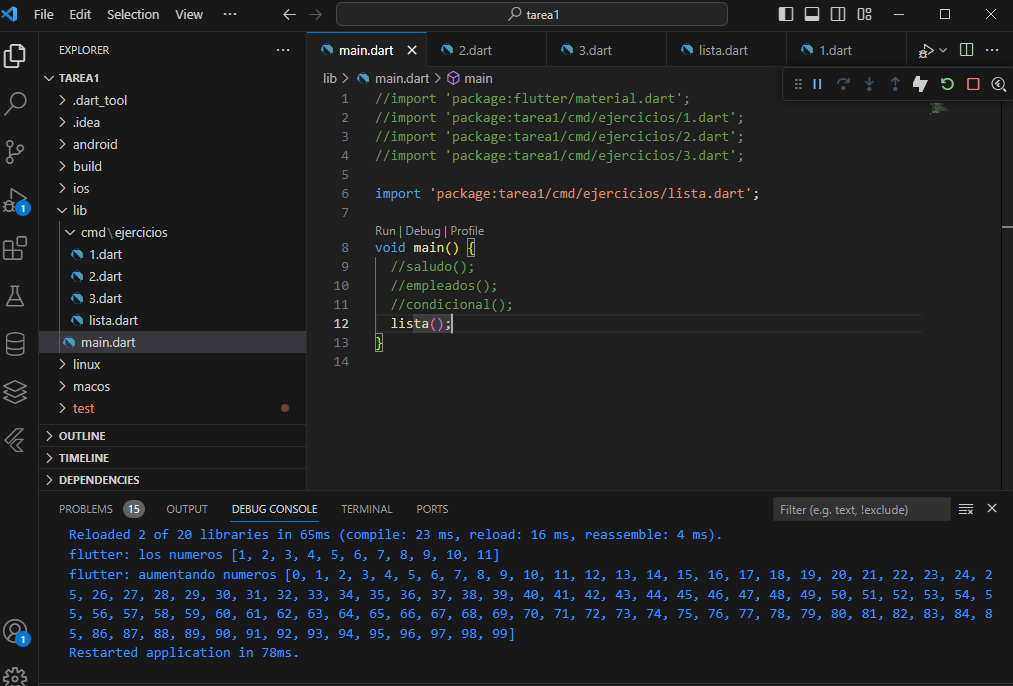 File Edit Selection View ··· tarea1
EXPLORER ···
TAREA1
.dart_tool
.idea
android
build
ios
lib
cmd\ejercicios
1.dart
2.dart
3.dart
lista.dart
main.dart
linux
macos
test
OUTLINE
TIMELINE
DEPENDENCIES
1
1
main.dart 2.dart 3.dart lista.dart 1.dart
lib > main.dart > main
1 //import 'package:flutter/material.dart';
2 //import 'package:tarea1/cmd/ejercicios/1.dart';
3 //import 'package:tarea1/cmd/ejercicios/2.dart';
4 //import 'package:tarea1/cmd/ejercicios/3.dart';
5
6 import 'package:tarea1/cmd/ejercicios/lista.dart';
7
Run | Debug | Profile
8 void main() {
9 //saludo();
10 //empleados();
11 //condicional();
12 lista();
13 }
14
PROBLEMS 15 OUTPUT DEBUG CONSOLE TERMINAL PORTS Filter (e.g. text, !exclude)
Reloaded 2 of 20 libraries in 65ms (compile: 23 ms, reload: 16 ms, reassemble: 4 ms).
flutter: los numeros [1, 2, 3, 4, 5, 6, 7, 8, 9, 10, 11]
flutter: aumentando numeros [0, 1, 2, 3, 4, 5, 6, 7, 8, 9, 10, 11, 12, 13, 14, 15, 16, 17, 18, 19, 20, 21, 22, 23, 24, 2
5, 26, 27, 28, 29, 30, 31, 32, 33, 34, 35, 36, 37, 38, 39, 40, 41, 42, 43, 44, 45, 46, 47, 48, 49, 50, 51, 52, 53, 54, 5
5, 56, 57, 58, 59, 60, 61, 62, 63, 64, 65, 66, 67, 68, 69, 70, 71, 72, 73, 74, 75, 76, 77, 78, 79, 80, 81, 82, 83, 84, 8
5, 86, 87, 88, 89, 90, 91, 92, 93, 94, 95, 96, 97, 98, 99]
Restarted application in 78ms.